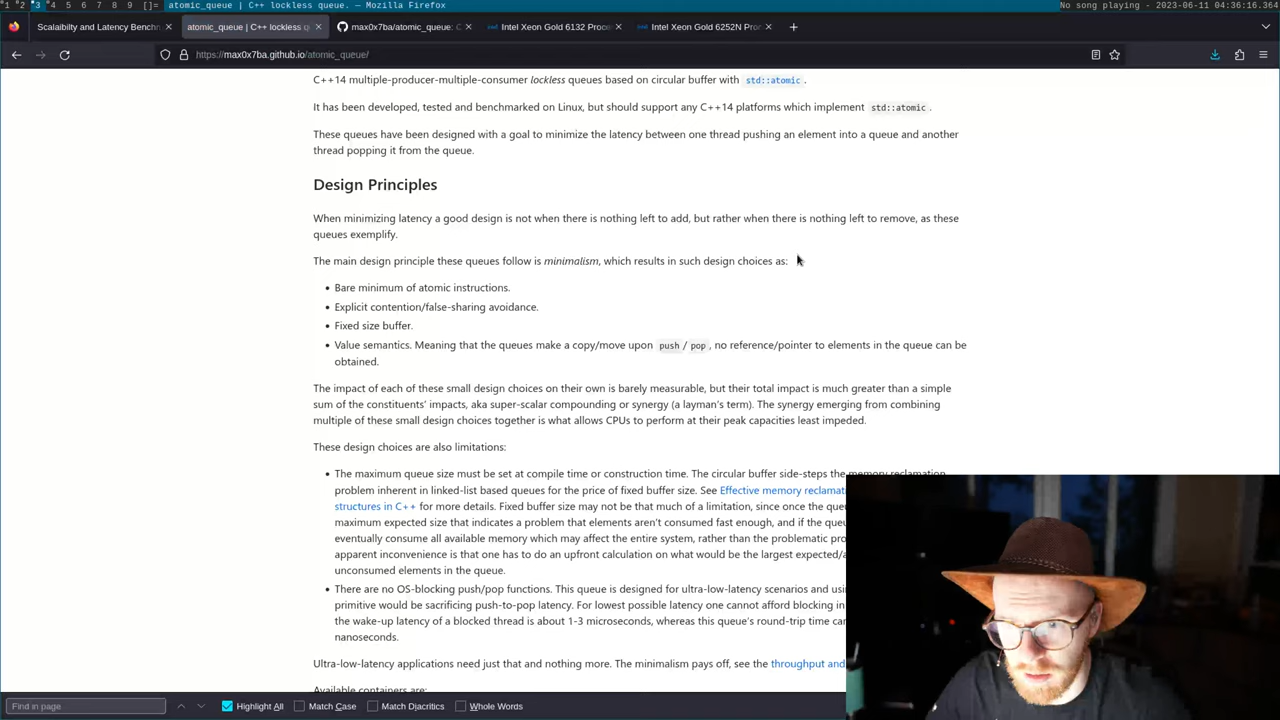 1 2 3 4 5 6 7 8 9 []= atomic_queue | C++ lockless queue. — Mozilla Firefox No song playing - 2023-06-11 04:36:16.364
Scalaibilty and Latency Benchm × atomic_queue | C++ lockless q × max0x7ba/atomic_queue: C × Intel Xeon Gold 6132 Proce × Intel Xeon Gold 6252N Pro ×
https://max0x7ba.github.io/atomic_queue/
C++14 multiple-producer-multiple-consumer lockless queues based on circular buffer with std::atomic.
It has been developed, tested and benchmarked on Linux, but should support any C++14 platforms which implement std::atomic.
These queues have been designed with a goal to minimize the latency between one thread pushing an element into a queue and another
thread popping it from the queue.
Design Principles
When minimizing latency a good design is not when there is nothing left to add, but rather when there is nothing left to remove, as these
queues exemplify.
The main design principle these queues follow is minimalism, which results in such design choices as:
• Bare minimum of atomic instructions.
• Explicit contention/false-sharing avoidance.
• Fixed size buffer.
• Value semantics. Meaning that the queues make a copy/move upon push / pop, no reference/pointer to elements in the queue can be
obtained.
The impact of each of these small design choices on their own is barely measurable, but their total impact is much greater than a simple
sum of the constituents' impacts, aka super-scalar compounding or synergy (a layman's term). The synergy emerging from combining
multiple of these small design choices together is what allows CPUs to perform at their peak capacities least impeded.
These design choices are also limitations:
• The maximum queue size must be set at compile time or construction time. The circular buffer side-steps the memory reclamation
problem inherent in linked-list based queues for the price of fixed buffer size. See Effective memory reclamati
structures in C++ for more details. Fixed buffer size may not be that much of a limitation, since once the que
maximum expected size that indicates a problem that elements aren't consumed fast enough, and if the queu
eventually consume all available memory which may affect the entire system, rather than the problematic pro
apparent inconvenience is that one has to do an upfront calculation on what would be the largest expected/a
unconsumed elements in the queue.
• There are no OS-blocking push/pop functions. This queue is designed for ultra-low-latency scenarios and usi
primitive would be sacrificing push-to-pop latency. For lowest possible latency one cannot afford blocking in
the wake-up latency of a blocked thread is about 1-3 microseconds, whereas this queue's round-trip time can
nanoseconds.
Ultra-low-latency applications need just that and nothing more. The minimalism pays off, see the throughput and
Available containers are:
Find in page Highlight All Match Case Match Diacritics Whole Words